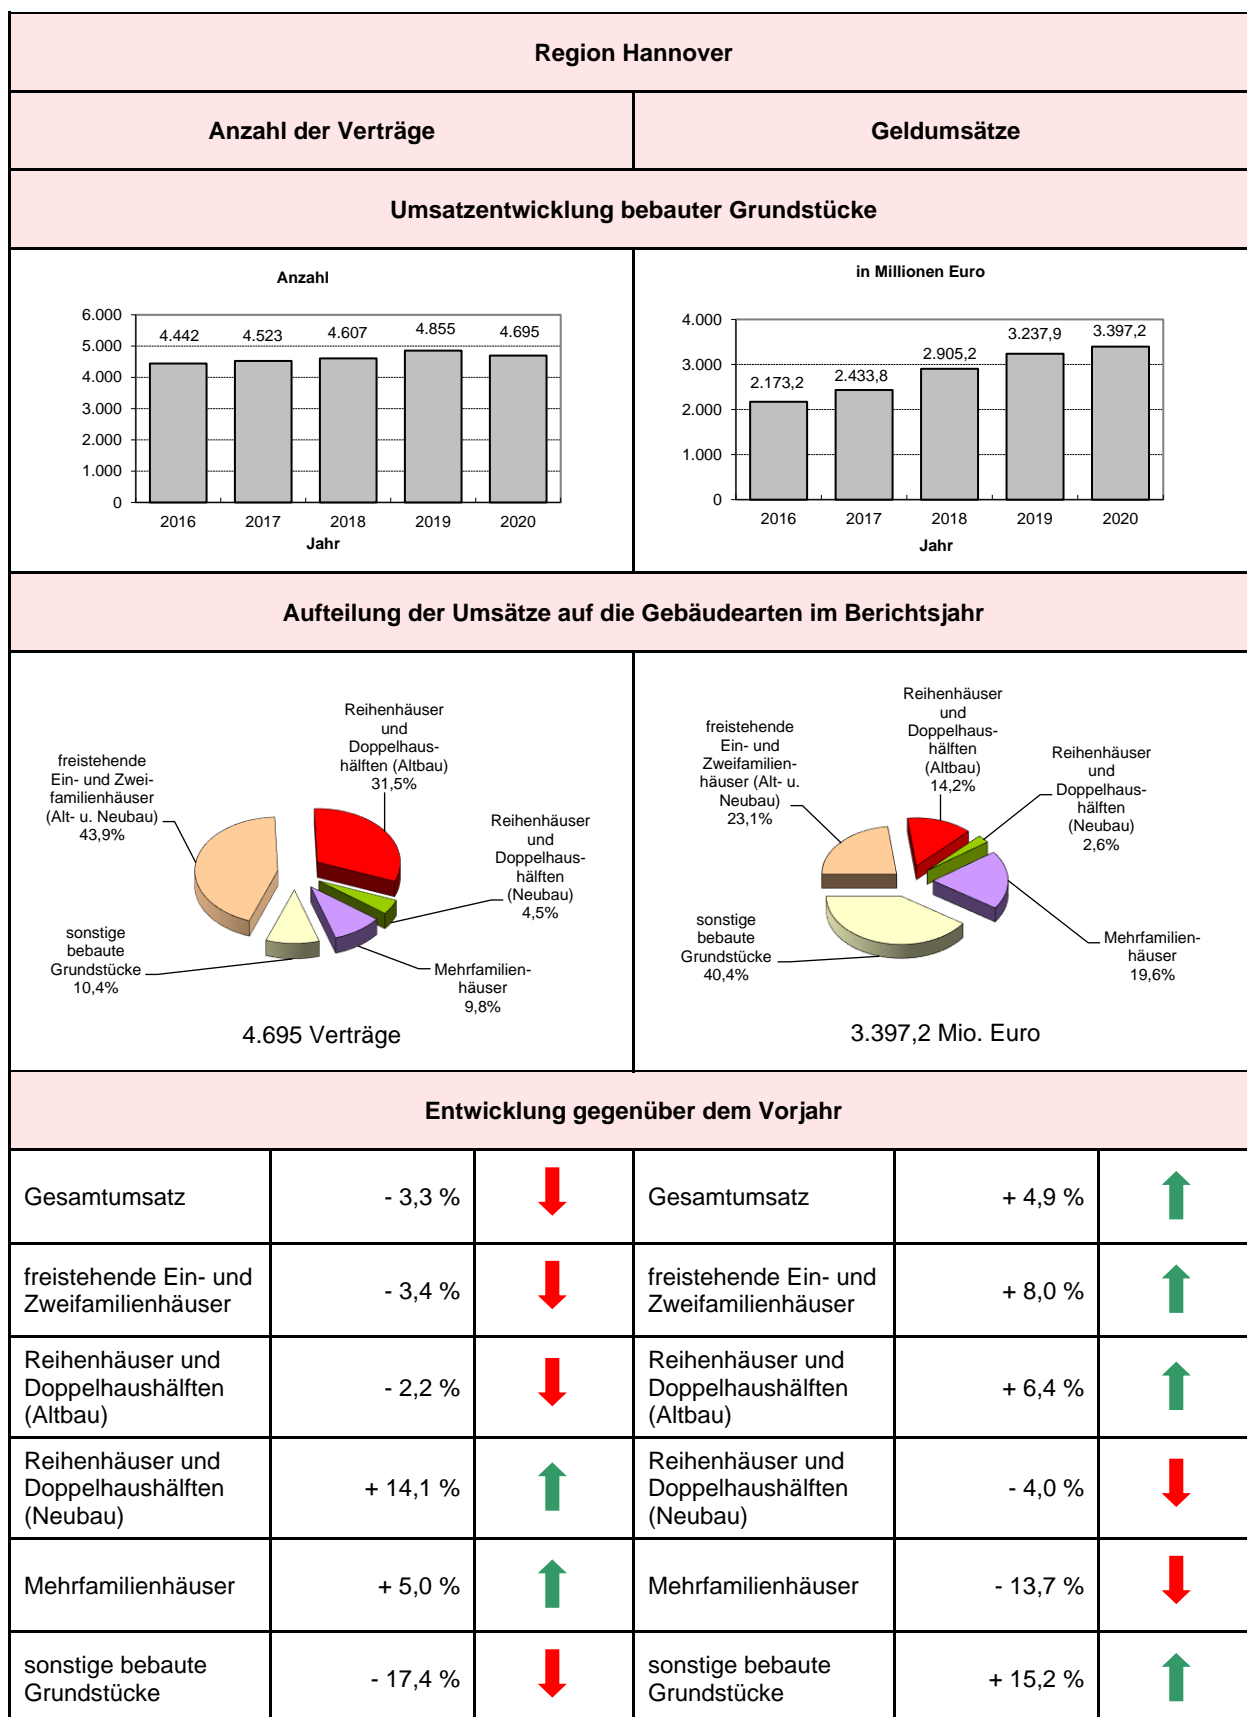 Region Hannover
Anzahl der Verträge
Geldumsätze
Umsatzentwicklung bebauter Grundstücke
Anzahl
6.000
5.000
4.000
3.000
2.000
1.000
0
4.442
4.523
4.607
4.855
4.695
2016
2017
2018
2019
2020
Jahr
in Millionen Euro
4.000
3.000
2.000
1.000
0
2.173,2
2.433,8
2.905,2
3.237,9
3.397,2
2016
2017
2018
2019
2020
Jahr
Aufteilung der Umsätze auf die Gebäudearten im Berichtsjahr
freistehende
Ein- und Zwei-
familienhäuser
(Alt- u. Neubau)
43,9%
Reihenhäuser
und
Doppelhaus-
hälften (Altbau)
31,5%
Reihenhäuser
und
Doppelhaus-
hälften
(Neubau)
4,5%
Mehrfamilien-
häuser
9,8%
sonstige
bebaute
Grundstücke
10,4%
4.695 Verträge
freistehende
Ein- und
Zweifamilien-
häuser (Alt- u.
Neubau)
23,1%
Reihenhäuser
und
Doppelhaus-
hälften
(Altbau)
14,2%
Reihenhäuser
und
Doppelhaus-
hälften
(Neubau)
2,6%
Mehrfamilien-
häuser
19,6%
sonstige
bebaute
Grundstücke
40,4%
3.397,2 Mio. Euro
Entwicklung gegenüber dem Vorjahr
Gesamtumsatz
- 3,3 %
Gesamtumsatz
+ 4,9 %
freistehende Ein- und
Zweifamilienhäuser
- 3,4 %
freistehende Ein- und
Zweifamilienhäuser
+ 8,0 %
Reihenhäuser und
Doppelhaushälften
(Altbau)
- 2,2 %
Reihenhäuser und
Doppelhaushälften
(Altbau)
+ 6,4 %
Reihenhäuser und
Doppelhaushälften
(Neubau)
+ 14,1 %
Reihenhäuser und
Doppelhaushälften
(Neubau)
- 4,0 %
Mehrfamilienhäuser
+ 5,0 %
Mehrfamilienhäuser
- 13,7 %
sonstige bebaute
Grundstücke
- 17,4 %
sonstige bebaute
Grundstücke
+ 15,2 %